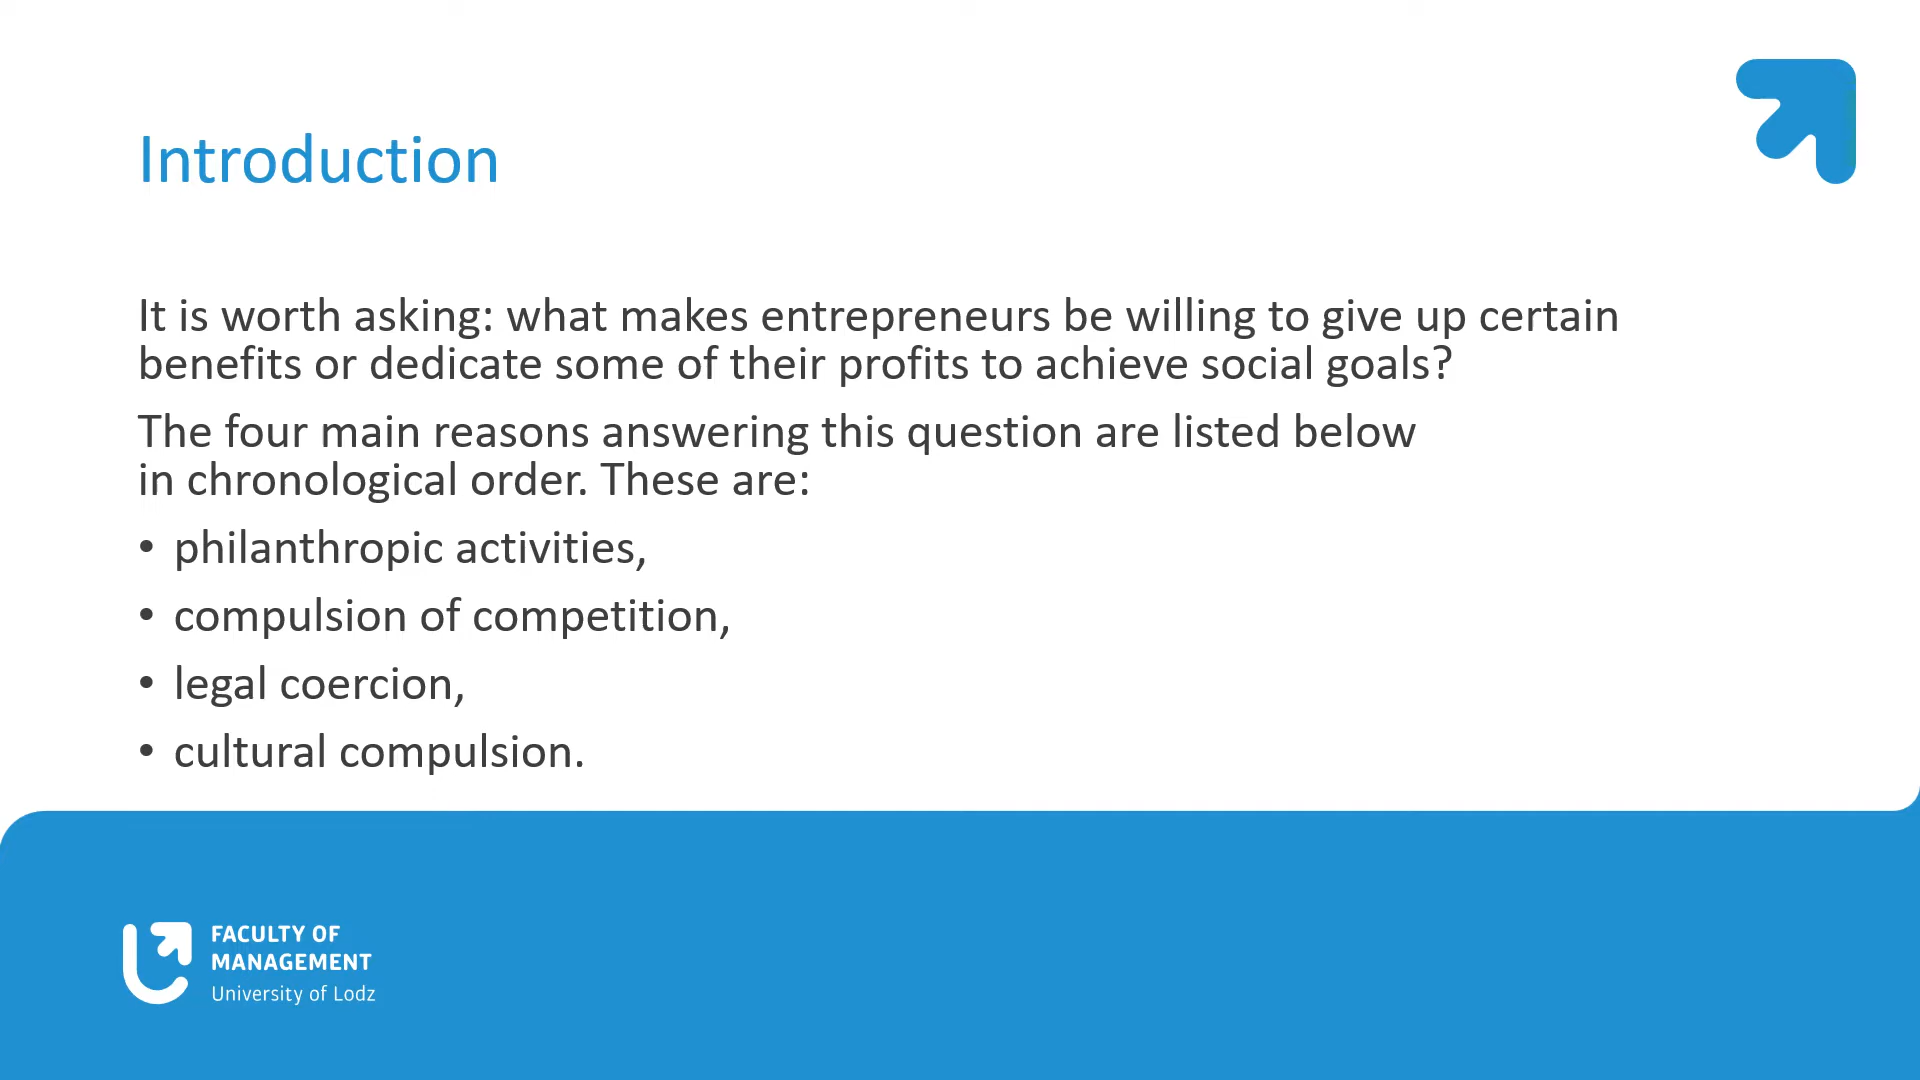 Introduction
It is worth asking: what makes entrepreneurs be willing to give up certain
benefits or dedicate some of their profits to achieve social goals?
The four main reasons answering this question are listed below
in chronological order. These are:
• philanthropic activities,
• compulsion of competition,
• legal coercion,
• cultural compulsion.
FACULTY OF
MANAGEMENT
University of Lodz